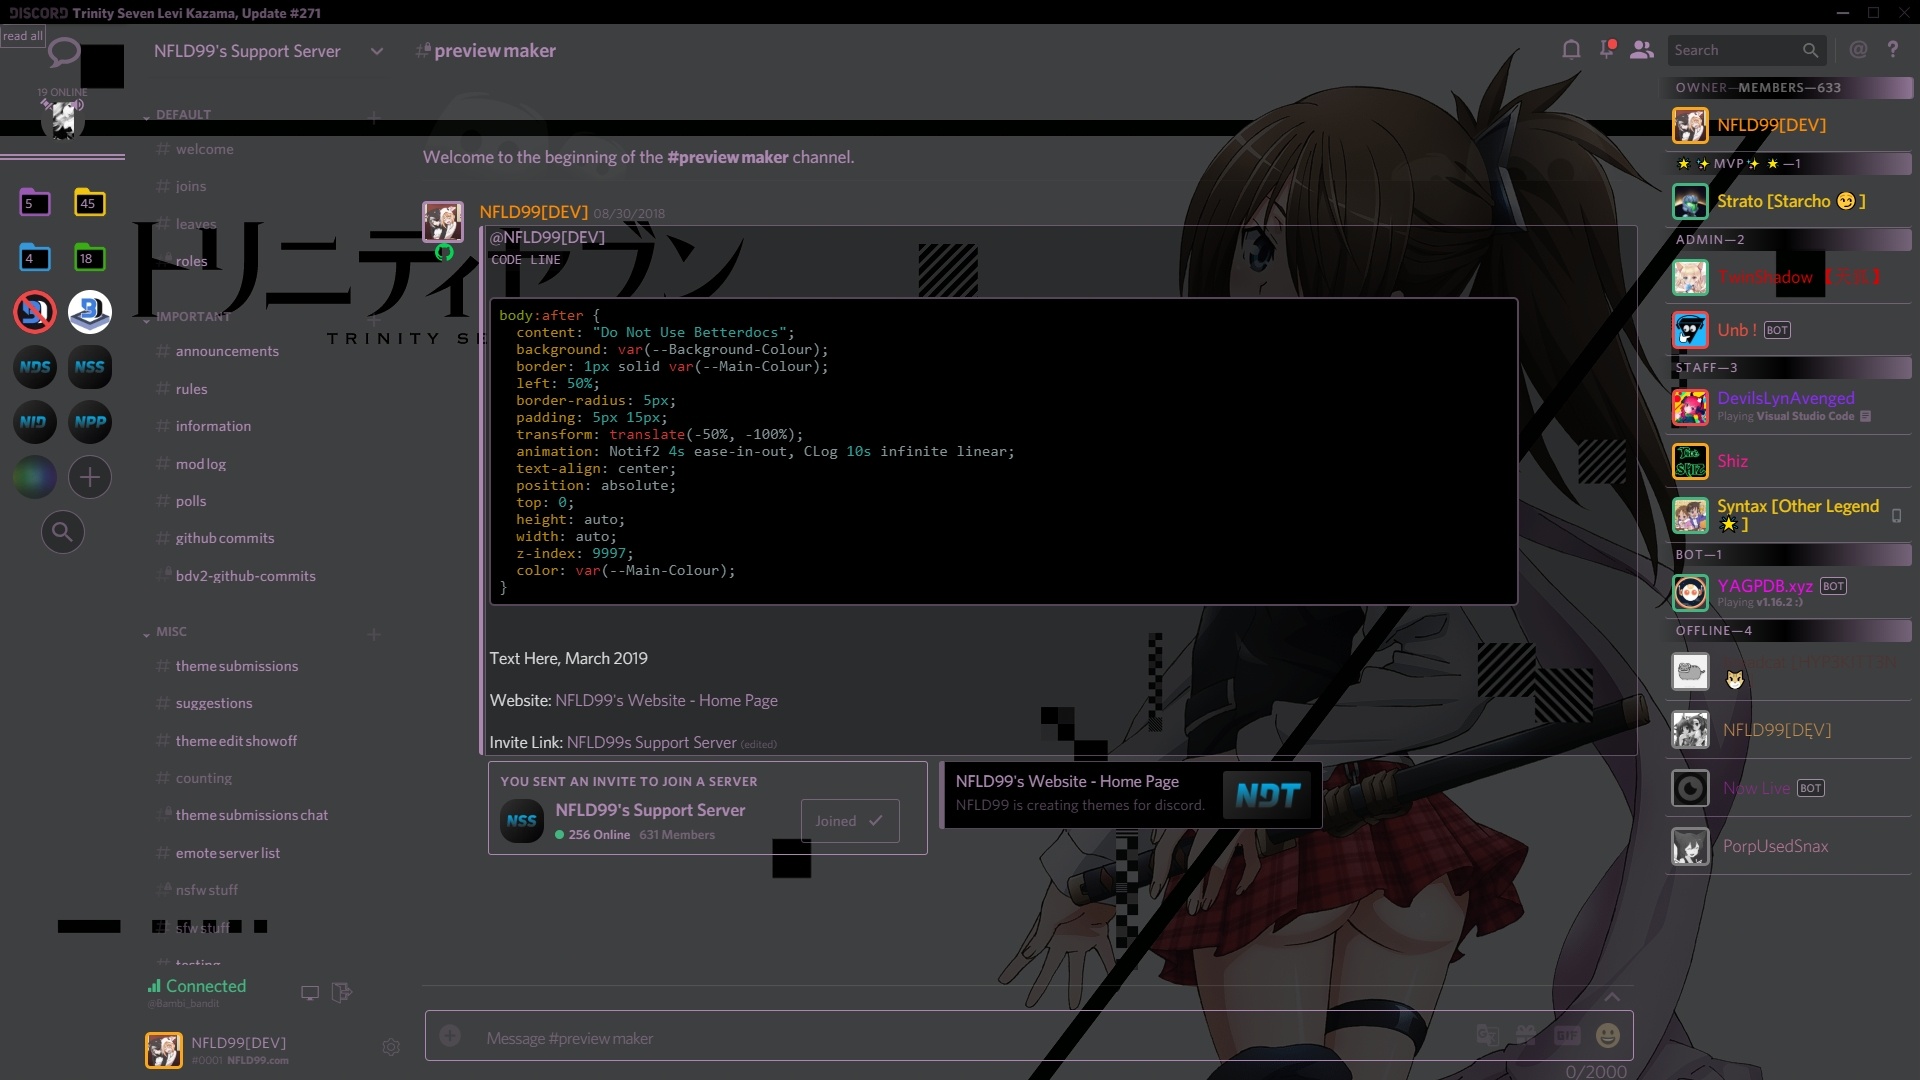 DISCORD Trinity Seven Levi Kazama, Update #271
read all
19 ONLINE
5
45
4
18
NDS
NSS
NID
NPP
NFLD99's Support Server
DEFAULT
welcome
joins
leaves
roles
IMPORTANT
announcements
rules
information
mod log
polls
github commits
bdv2-github-commits
MISC
theme submissions
suggestions
theme edit showoff
counting
theme submissions chat
emote server list
nsfw stuff
sfw stuff
testing
Connected
@Bambi_bandit
NFLD99[DEV]
#0001 NFLD99.com
トリニティセブン
TRINITY SE
preview maker
Search
Welcome to the beginning of the #preview maker channel.
NFLD99[DEV] 08/30/2018
@NFLD99[DEV]
CODE LINE
body:after {
content: "Do Not Use Betterdocs";
background: var(--Background-Colour);
border: 1px solid var(--Main-Colour);
left: 50%;
border-radius: 5px;
padding: 5px 15px;
transform: translate(-50%, -100%);
animation: Notif2 4s ease-in-out, CLog 10s infinite linear;
text-align: center;
position: absolute;
top: 0;
height: auto;
width: auto;
z-index: 9997;
color: var(--Main-Colour);
}
Text Here, March 2019
Website: NFLD99's Website - Home Page
Invite Link: NFLD99s Support Server (edited)
YOU SENT AN INVITE TO JOIN A SERVER
NSS
NFLD99's Support Server
256 Online 631 Members
Joined
NFLD99's Website - Home Page
NFLD99 is creating themes for discord.
NDT
Message #preview maker
GIF
0/2000
OWNER—MEMBERS—633
NFLD99[DEV]
MVP —1
Strato [Starcho 😏]
ADMIN—2
TwinShadow
Unb ! BOT
STAFF—3
DevilsLynAvenged
Playing Visual Studio Code
The SHIZ
Shiz
Syntax [Other Legend
🌟]
BOT—1
YAGPDB.xyz BOT
Playing v1.16.2 :)
OFFLINE—4
NFLD99[DEV]
Now Live BOT
PorpUsedSnax